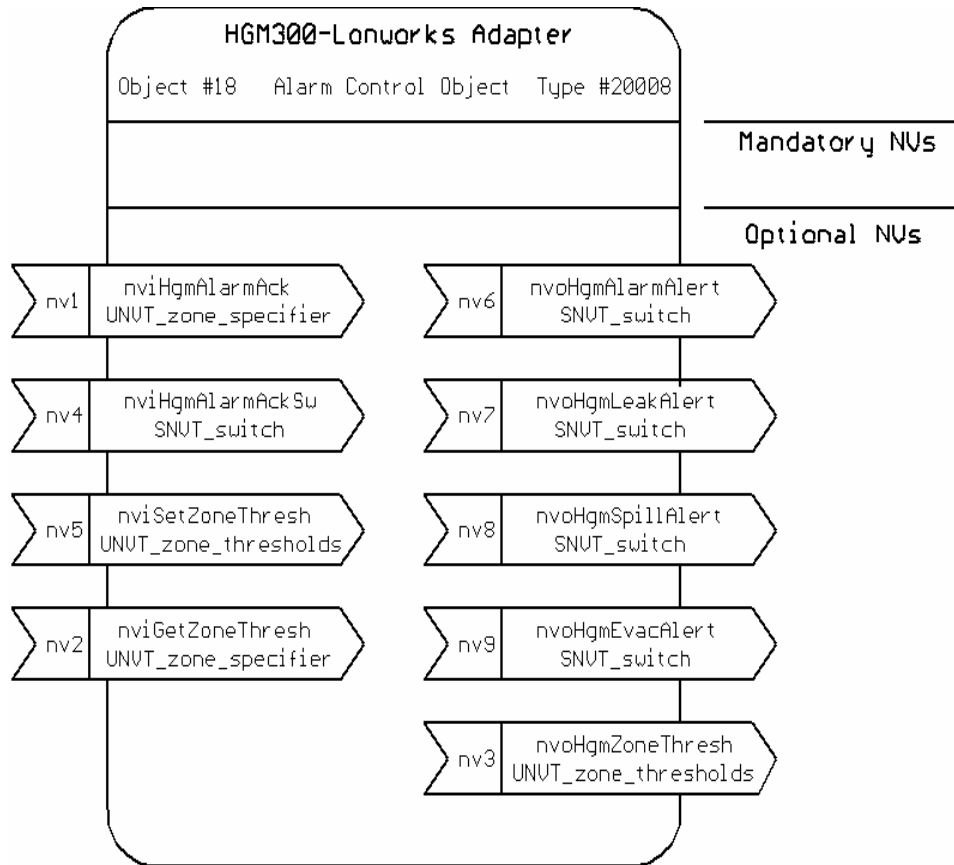 HGM300-Lonworks Adapter
Object #18 Alarm Control Object Type #20008
Mandatory NVs
Optional NVs
nv1
nviHgmAlarmAck
UNVT_zone_specifier
nv6
nvoHgmAlarmAlert
SNVT_switch
nv4
nviHgmAlarmAckSw
SNVT_switch
nv7
nvoHgmLeakAlert
SNVT_switch
nv5
nviSetZoneThresh
UNVT_zone_thresholds
nv8
nvoHgmSpillAlert
SNVT_switch
nv2
nviGetZoneThresh
UNVT_zone_specifier
nv9
nvoHgmEvacAlert
SNVT_switch
nv3
nvoHgmZoneThresh
UNVT_zone_thresholds